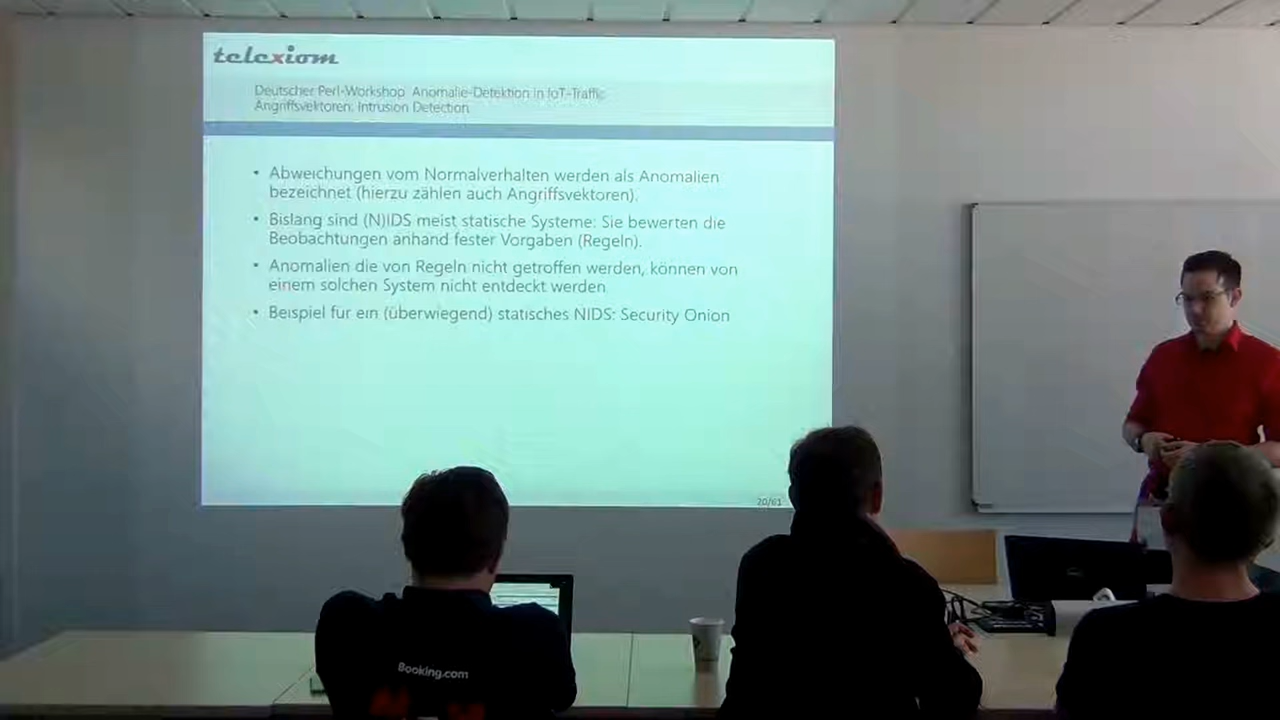 telexiom
Deutscher Perl-Workshop Anomalie-Detektion in IoT-Traffic
Angriffsvektoren: Intrusion Detection
• Abweichungen vom Normalverhalten werden als Anomalien
bezeichnet (hierzu zählen auch Angriffsvektoren).
• Bislang sind (N)IDS meist statische Systeme: Sie bewerten die
Beobachtungen anhand fester Vorgaben (Regeln).
• Anomalien die von Regeln nicht getroffen werden, können von
einem solchen System nicht entdeckt werden
• Beispiel für ein (überwiegend) statisches NIDS: Security Onion
20/61
Booking.com